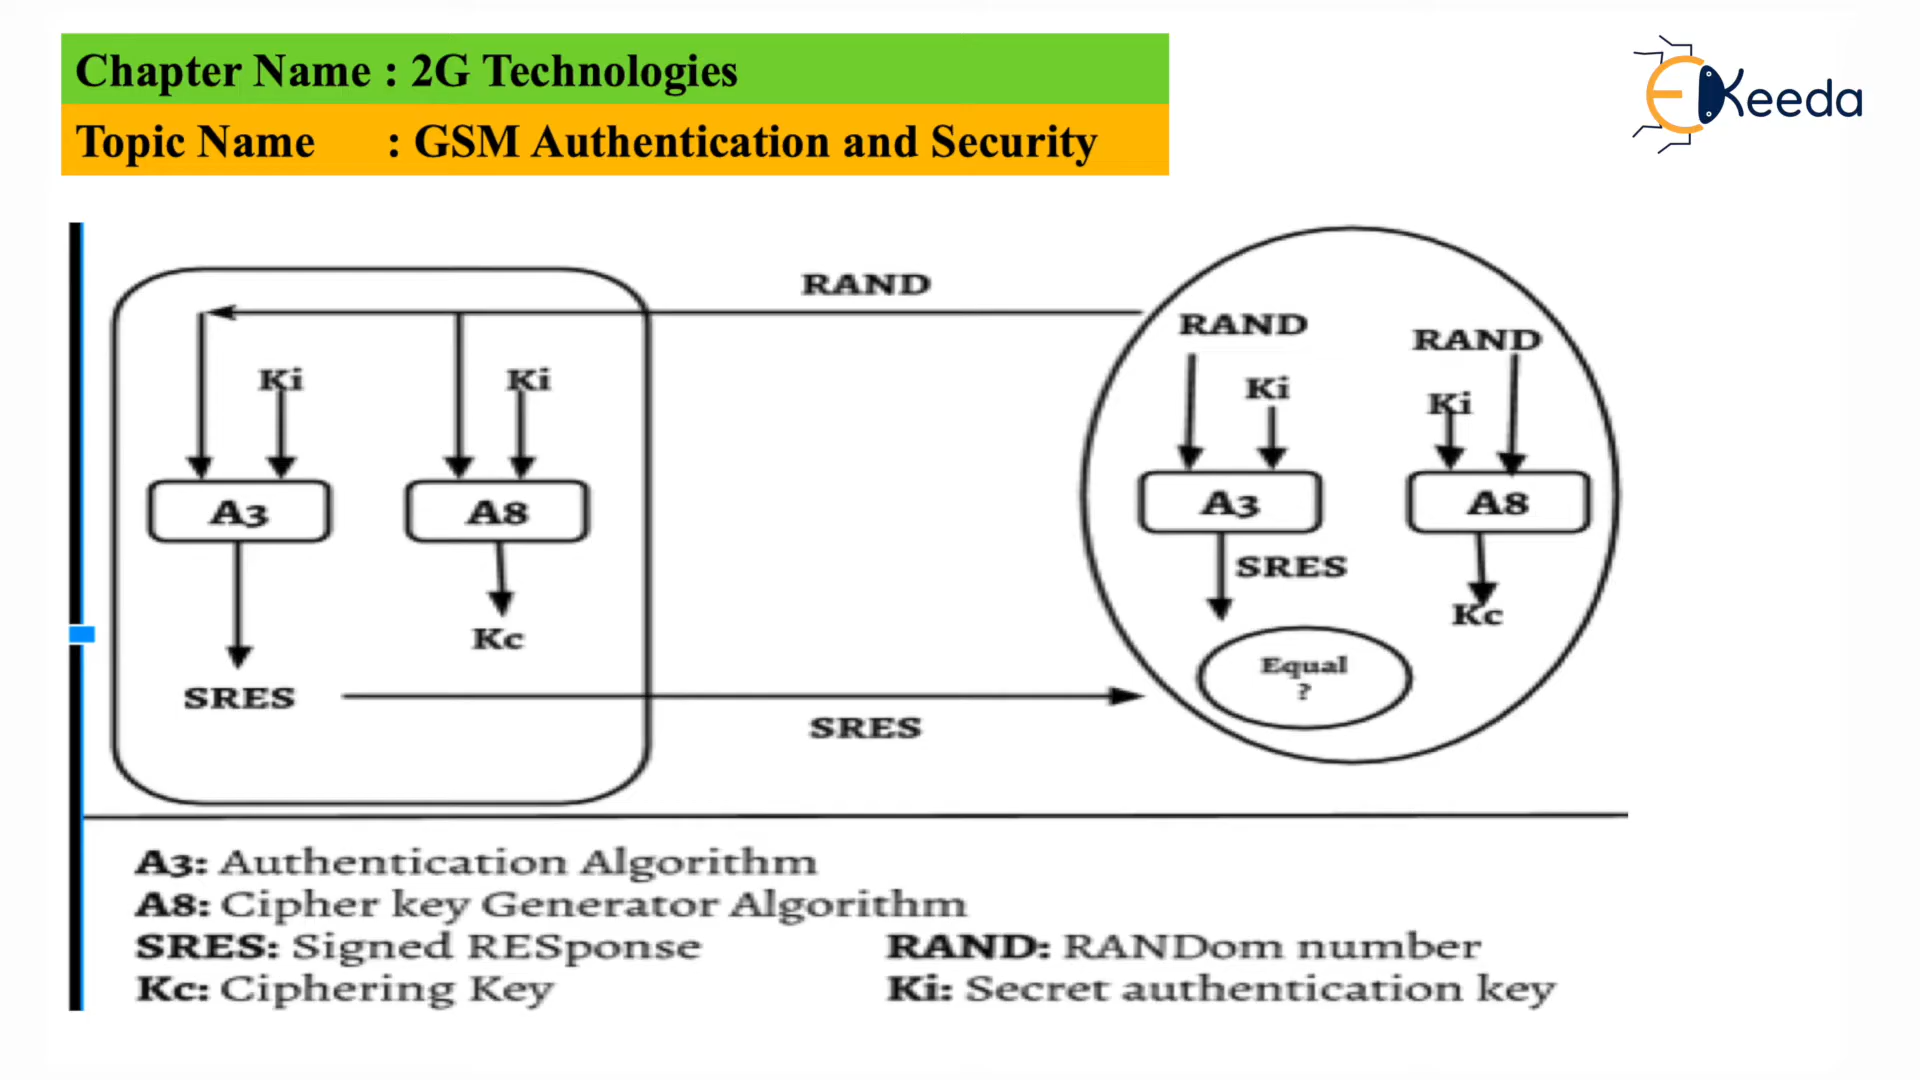 Chapter Name : 2G Technologies
Topic Name : GSM Authentication and Security
EKeeda
RAND
RAND
RAND
Ki
Ki
Ki
Ki
A3
A8
A3
A8
SRES
Kc
Kc
Equal
?
SRES
SRES
A3: Authentication Algorithm
A8: Cipher key Generator Algorithm
SRES: Signed RESponse RAND: RANDom number
Kc: Ciphering Key Ki: Secret authentication key